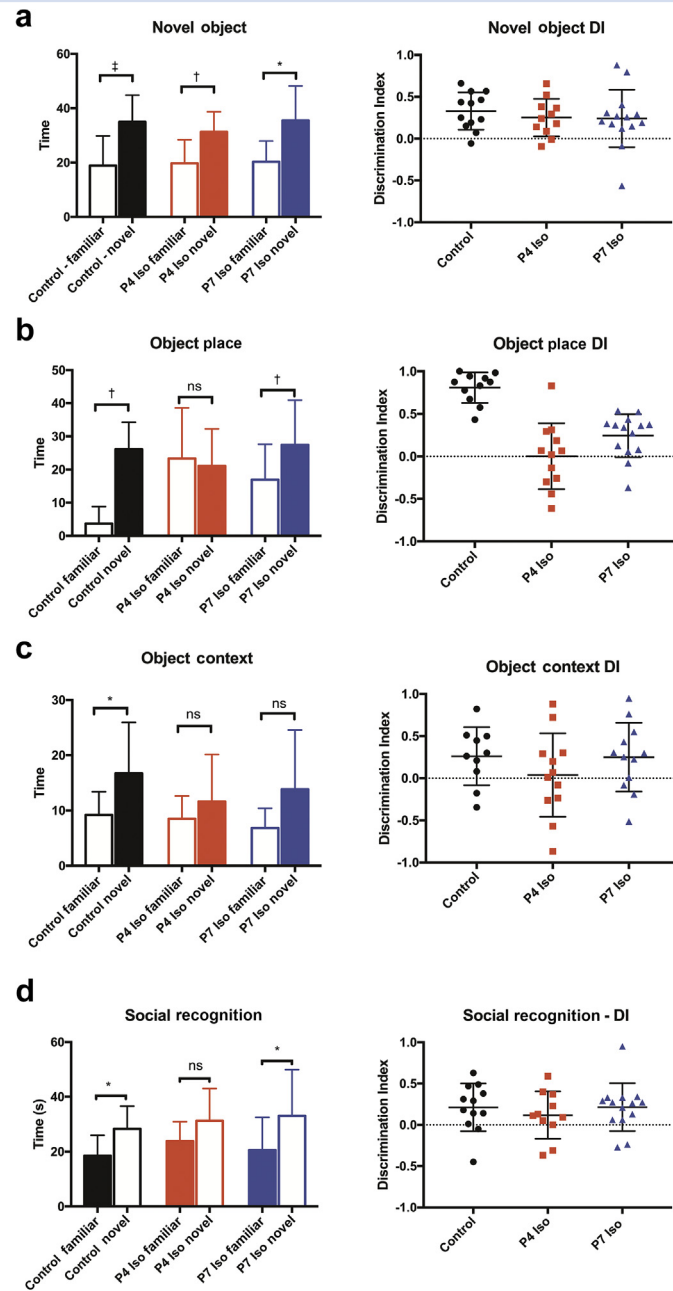 a
Novel object
60
40
20
0
Time
‡
†
*
Control - familiar
Control - novel
P4 Iso familiar
P4 Iso novel
P7 Iso familiar
P7 Iso novel
Novel object DI
1.0
0.5
0.0
-0.5
-1.0
Discrimination Index
Control
P4 Iso
P7 Iso
b
Object place
50
40
30
20
10
0
Time
†
ns
†
Control familiar
Control novel
P4 Iso familiar
P4 Iso novel
P7 Iso familiar
P7 Iso novel
Object place DI
1.0
0.5
0.0
-0.5
-1.0
Discrimination Index
Control
P4 Iso
P7 Iso
c
Object context
30
20
10
0
Time
*
ns
ns
Control familiar
Control novel
P4 Iso familiar
P4 Iso novel
P7 Iso familiar
P7 Iso novel
Object context DI
1.0
0.5
0.0
-0.5
-1.0
Discrimination Index
Control
P4 Iso
P7 Iso
d
Social recognition
60
40
20
0
Time (s)
*
ns
*
Control familiar
Control novel
P4 Iso familiar
P4 Iso novel
P7 Iso familiar
P7 Iso novel
Social recognition - DI
1.0
0.5
0.0
-0.5
-1.0
Discrimination Index
Control
P4 Iso
P7 Iso